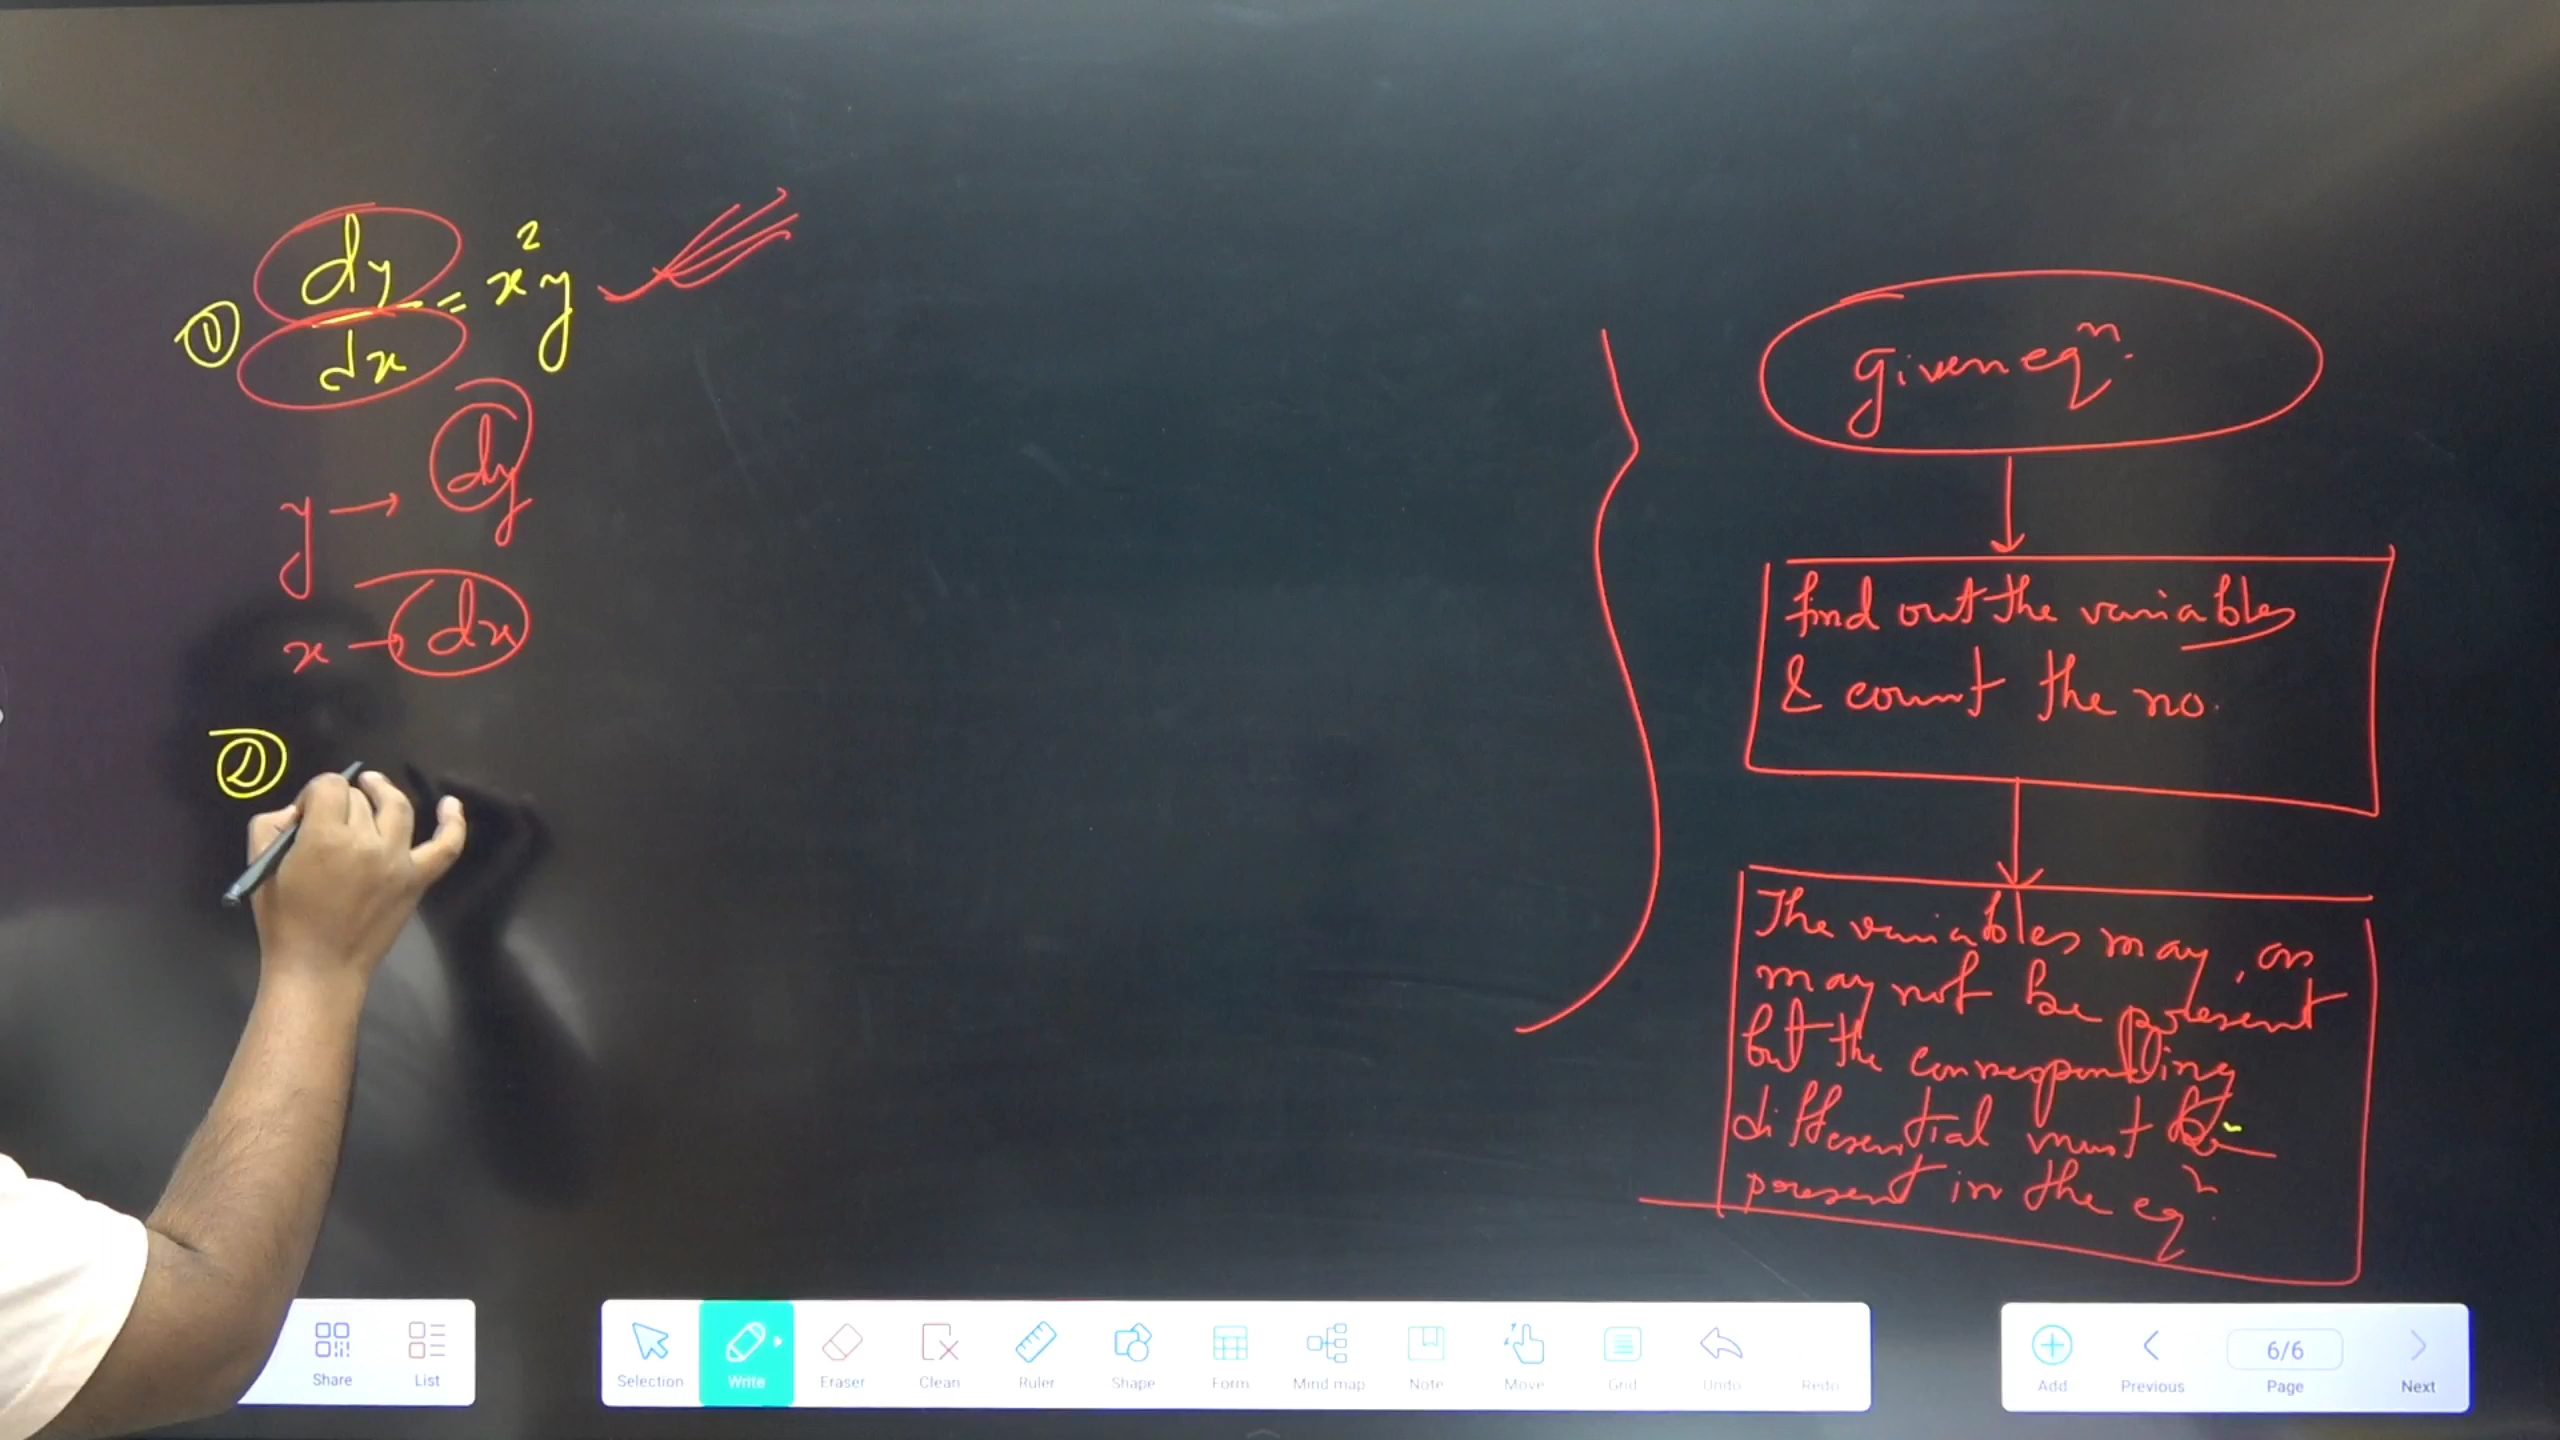 ① dy/dx = x²y
y → dy
x → dx
②
Given eqⁿ.
find out the variables
& count the no.
The variables may, or
may not be present
but the corresponding
differential must be
present in the eqⁿ.
Share
List
Selection
Write
Eraser
Clean
Ruler
Shape
Form
Mind map
Note
Move
Grid
Undo
Redo
Add
Previous
6/6
Page
Next